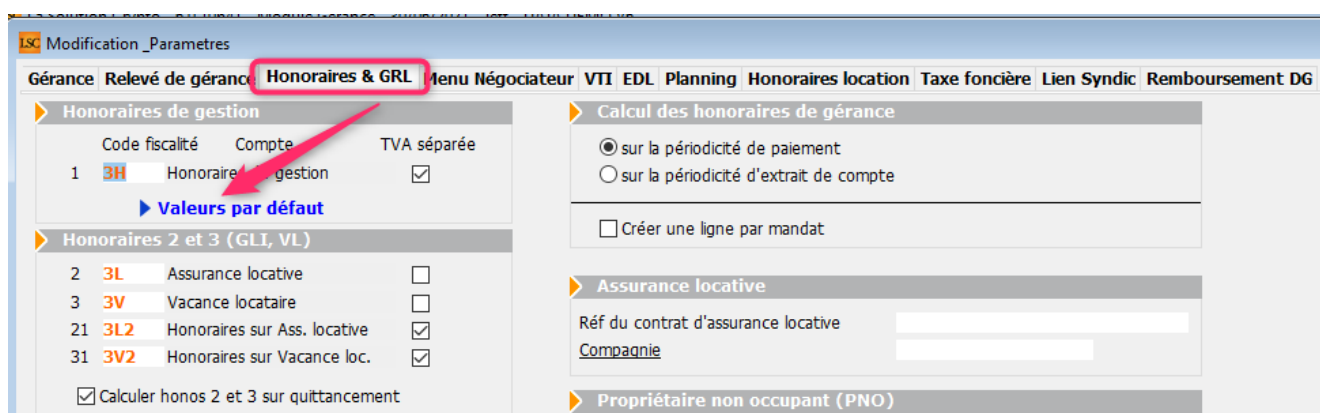 LSC Modification _Parametres
Gérance Relevé de gérance Honoraires & GRL Menu Négociateur VTI EDL Planning Honoraires location Taxe foncière Lien Syndic Remboursement DG
Honoraires de gestion
Code fiscalité Compte TVA séparée
1 3H Honoraires gestion
Valeurs par défaut
Honoraires 2 et 3 (GLI, VL)
2 3L Assurance locative
3 3V Vacance locataire
21 3L2 Honoraires sur Ass. locative
31 3V2 Honoraires sur Vacance loc.
Calculer honos 2 et 3 sur quittancement
Calcul des honoraires de gérance
sur la périodicité de paiement
sur la périodicité d'extrait de compte
Créer une ligne par mandat
Assurance locative
Réf du contrat d'assurance locative
Compagnie
Propriétaire non occupant (PNO)